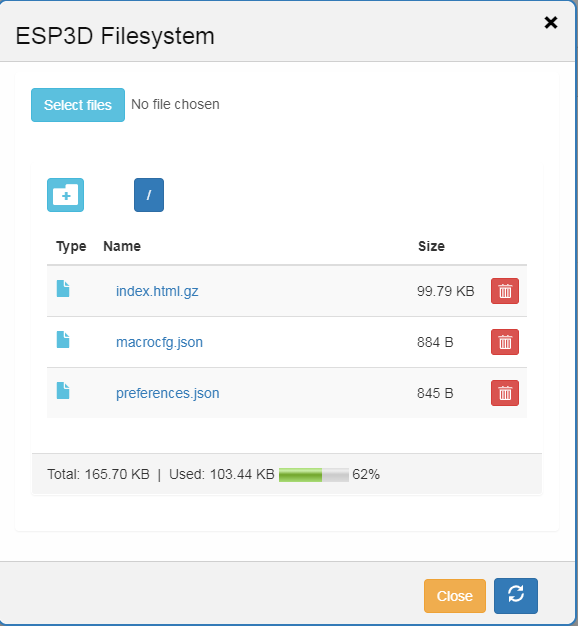 ESP3D Filesystem
Select files No file chosen
/
Type Name Size
index.html.gz 99.79 KB
macrocfg.json 884 B
preferences.json 845 B
Total: 165.70 KB | Used: 103.44 KB 62%
Close